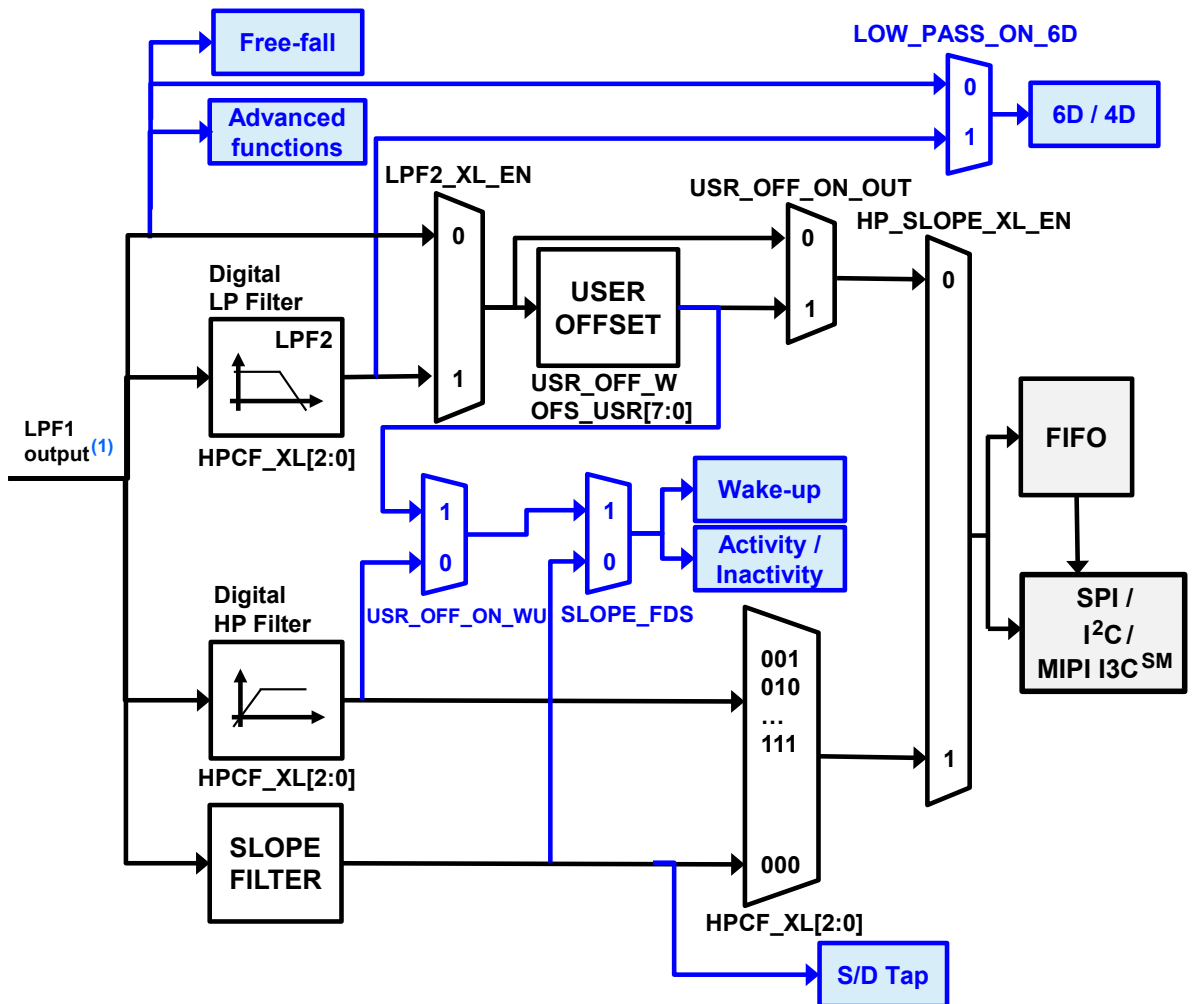 Free-fall
LOW_PASS_ON_6D
0
1
6D / 4D
Advanced
functions
LPF2_XL_EN
0
1
USR_OFF_ON_OUT
0
1
HP_SLOPE_XL_EN
0
1
Digital
LP Filter
LPF2
HPCF_XL[2:0]
USER
OFFSET
USR_OFF_W
OFS_USR[7:0]
LPF1
output(1)
FIFO
Wake-up
Activity /
Inactivity
1
0
USR_OFF_ON_WU
1
0
SLOPE_FDS
SPI /
I2C /
MIPI I3CSM
Digital
HP Filter
HPCF_XL[2:0]
001
010
…
111
000
HPCF_XL[2:0]
SLOPE
FILTER
S/D Tap